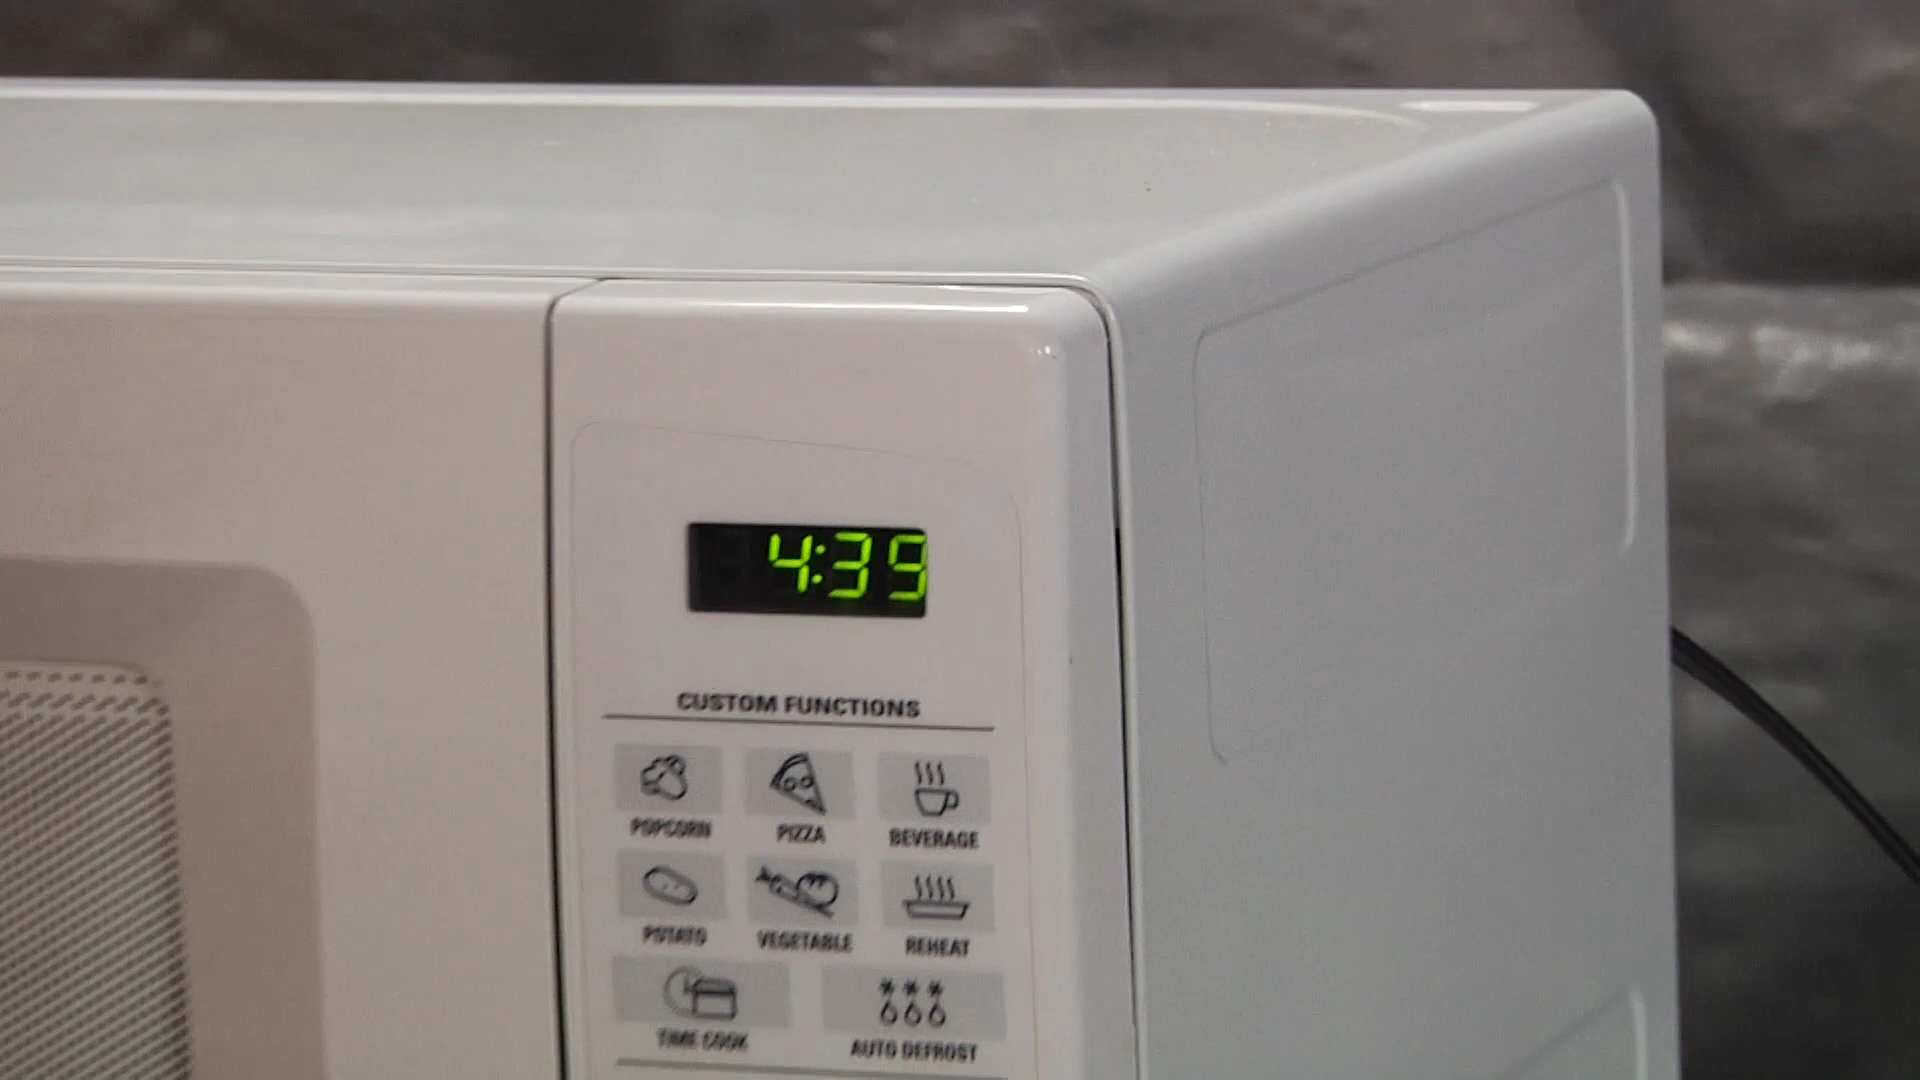 4:39
CUSTOM FUNCTIONS
POPCORN PIZZA BEVERAGE
POTATO VEGETABLE REHEAT
TIME COOK AUTO DEFROST